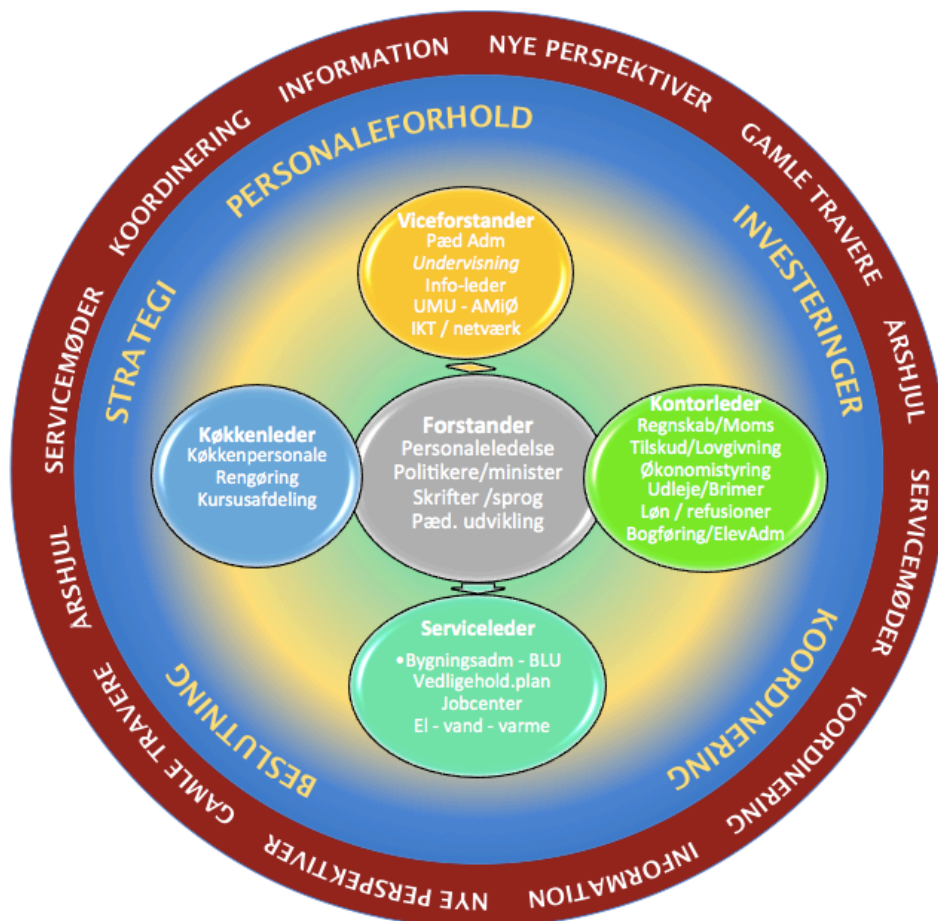 INFORMATION
NYE PERSPEKTIVER
GAMLE TRAVERE
ÅRSHJUL
SERVICEMØDER
KOORDINERING
INFORMATION
NYE PERSPEKTIVER
GAMLE TRAVERE
ÅRSHJUL
SERVICEMØDER
KOORDINERING
PERSONALEFORHOLD
INVESTERINGER
KOORDINERING
BESLUTNING
STRATEGI
Viceforstander
Pæd Adm
Undervisning
Info-leder
UMU - AMiØ
IKT / netværk
Køkkenleder
Køkkenpersonale
Rengøring
Kursusafdeling
Forstander
Personaleledelse
Politikere/minister
Skrifter /sprog
Pæd. udvikling
Kontorleder
Regnskab/Moms
Tilskud/Lovgivning
Økonomistyring
Udleje/Brimer
Løn / refusioner
Bogføring/ElevAdm
Serviceleder
•Bygningsadm - BLU
Vedligehold.plan
Jobcenter
El - vand - varme